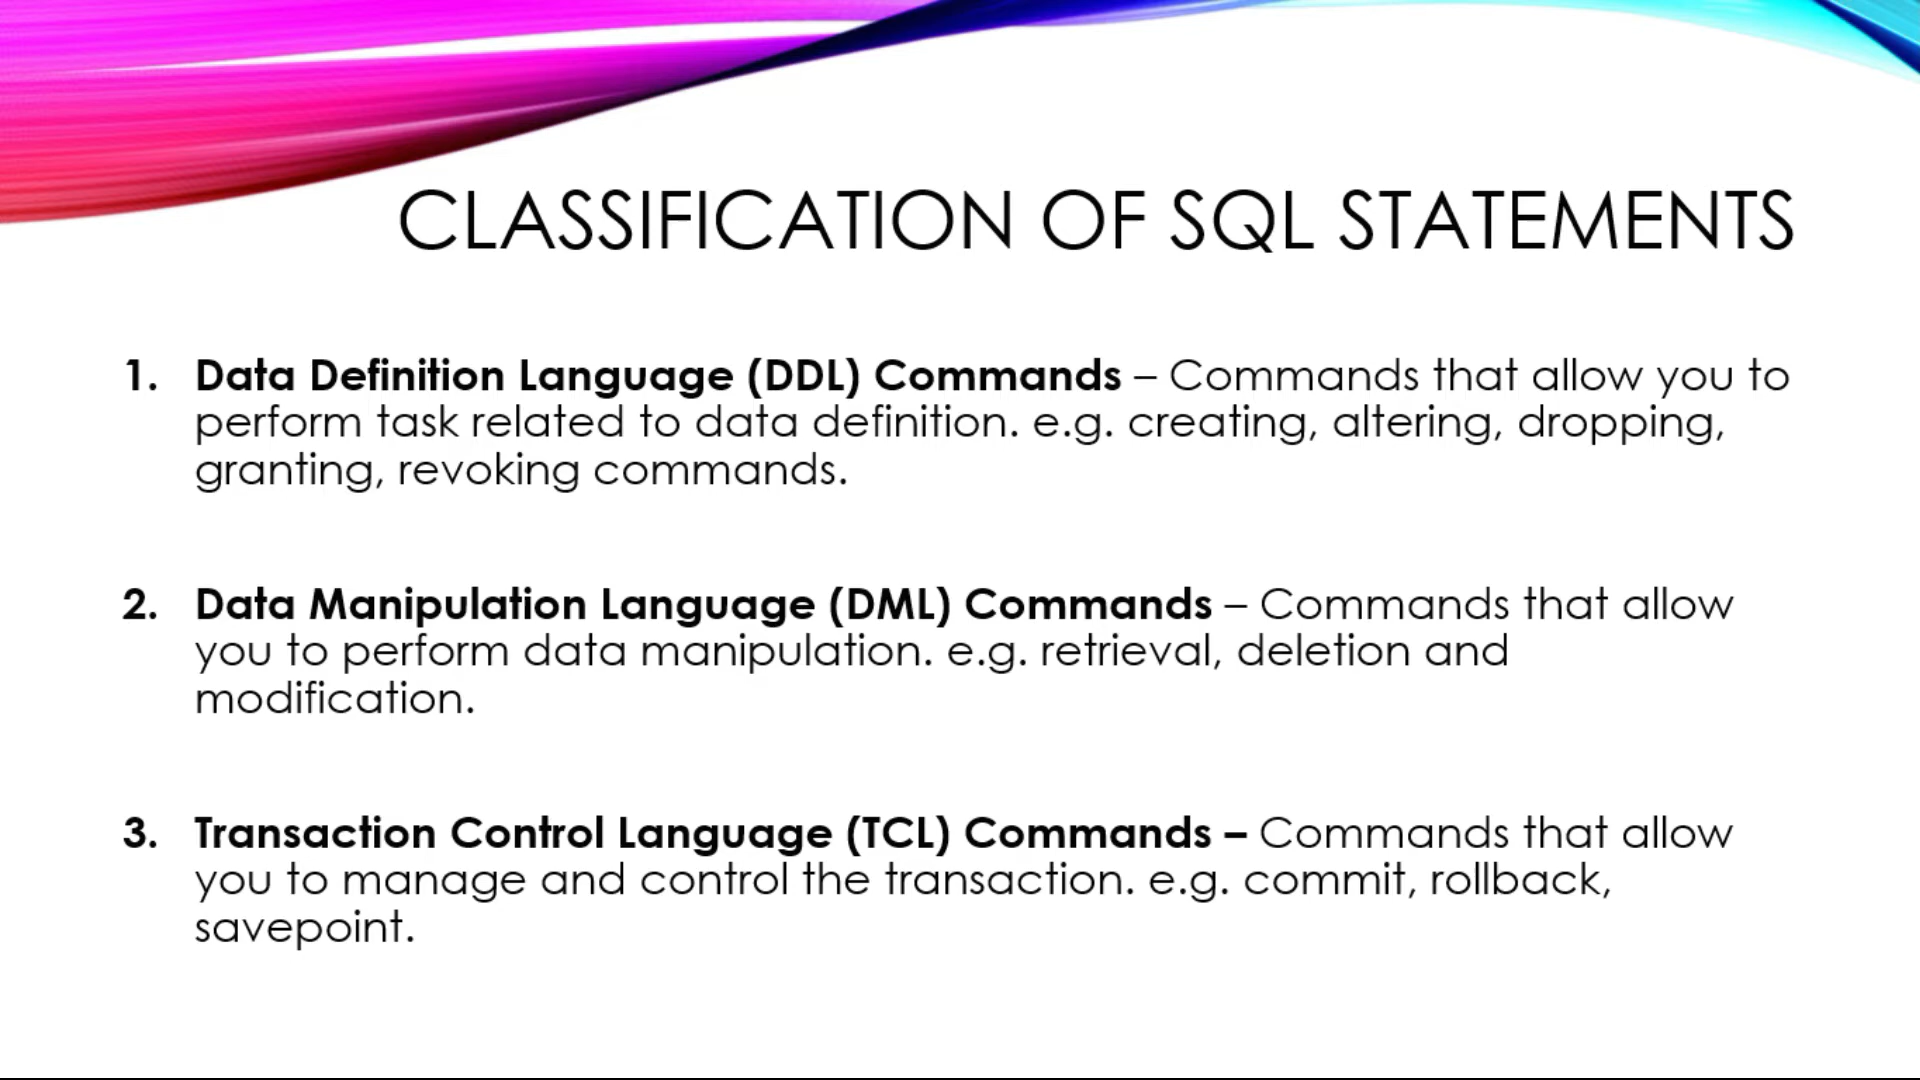 CLASSIFICATION OF SQL STATEMENTS
1. Data Definition Language (DDL) Commands – Commands that allow you to
perform task related to data definition. e.g. creating, altering, dropping,
granting, revoking commands.
2. Data Manipulation Language (DML) Commands – Commands that allow
you to perform data manipulation. e.g. retrieval, deletion and
modification.
3. Transaction Control Language (TCL) Commands – Commands that allow
you to manage and control the transaction. e.g. commit, rollback,
savepoint.